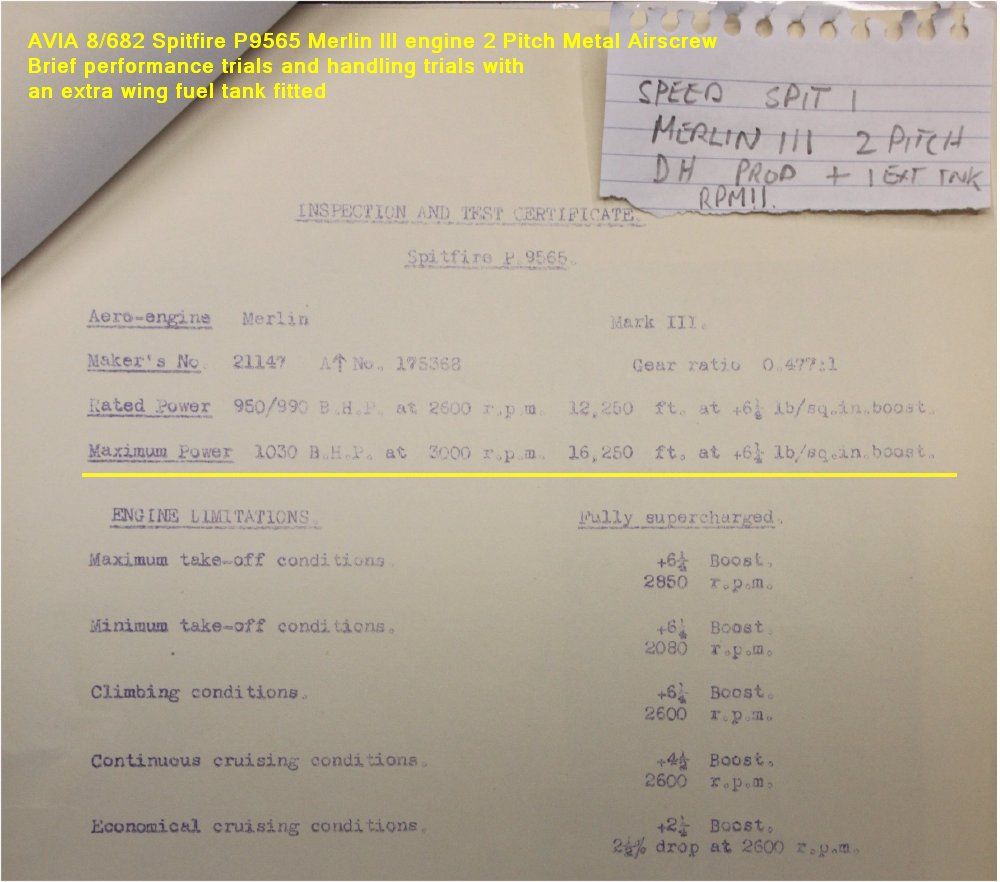 AVIA 8/682 Spitfire P9565 Merlin III engine 2 Pitch Metal Airscrew
Brief performance trials and handling trials with
an extra wing fuel tank fitted
SPEED SPIT 1
MERLIN III 2 PITCH
DH PROP + 1 EXT TNK
RPM!!.
INSPECTION AND TEST CERTIFICATE.
Spitfire P.9565.
Aero-engine Merlin Mark III.
Maker's No. 21147 A↑ No. 175368 Gear ratio 0.477:1
Rated Power 950/990 B.H.P. at 2600 r.p.m. 12,250 ft. at +6¼ lb/sq.in.boost.
Maximum Power 1030 B.H.P. at 3000 r.p.m. 16,250 ft. at +6¼ lb/sq.in.boost.
ENGINE LIMITATIONS. Fully supercharged.
Maximum take-off conditions. +6¼ Boost.
2850 r.p.m.
Minimum take-off conditions. +6¼ Boost.
2080 r.p.m.
Climbing conditions. +6¼ Boost.
2600 r.p.m.
Continuous cruising conditions. +4½ Boost.
2600 r.p.m.
Economical cruising conditions. +2¼ Boost.
2½% drop at 2600 r.p.m.